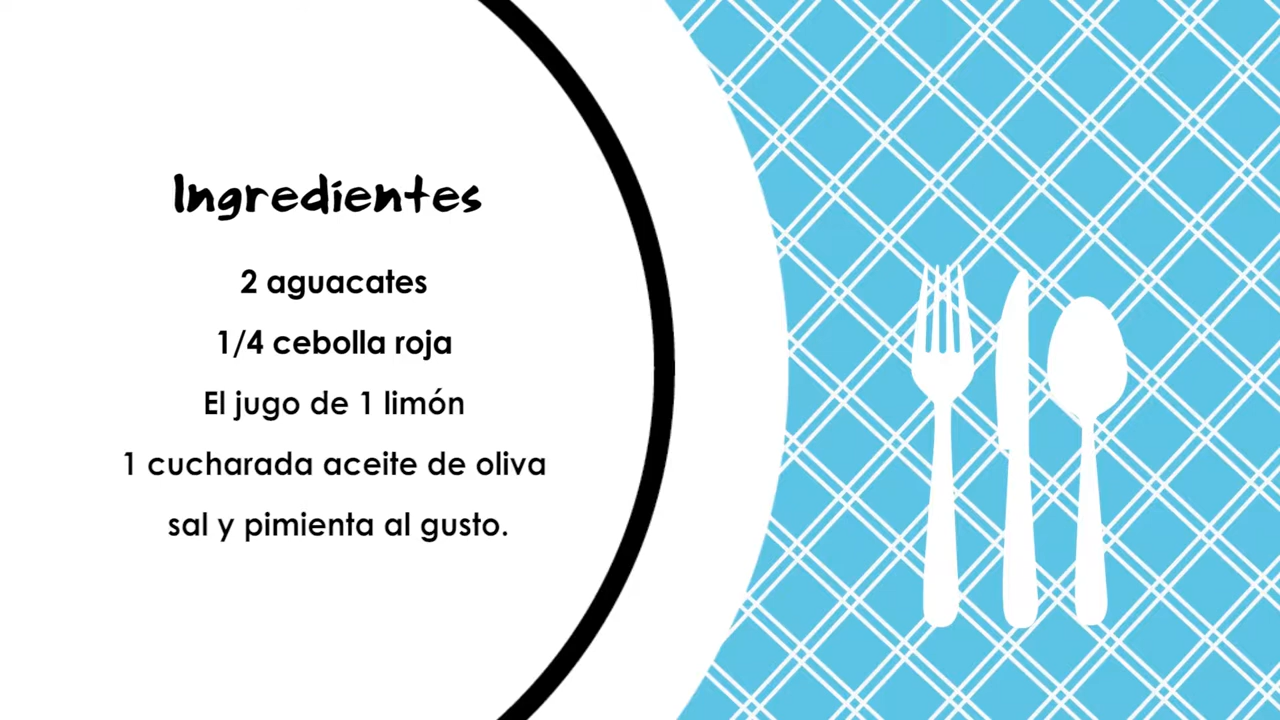 Ingredientes
2 aguacates
1/4 cebolla roja
El jugo de 1 limón
1 cucharada aceite de oliva
sal y pimienta al gusto.